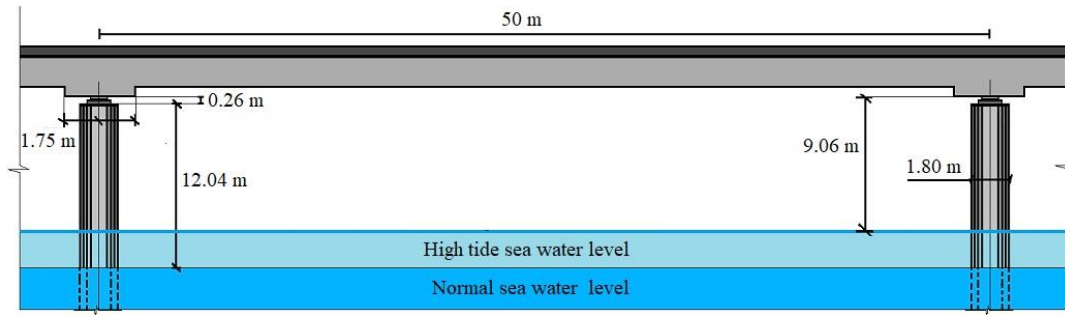 50 m
0.26 m
1.75 m
9.06 m
12.04 m
1.80 m
High tide sea water level
Normal sea water level